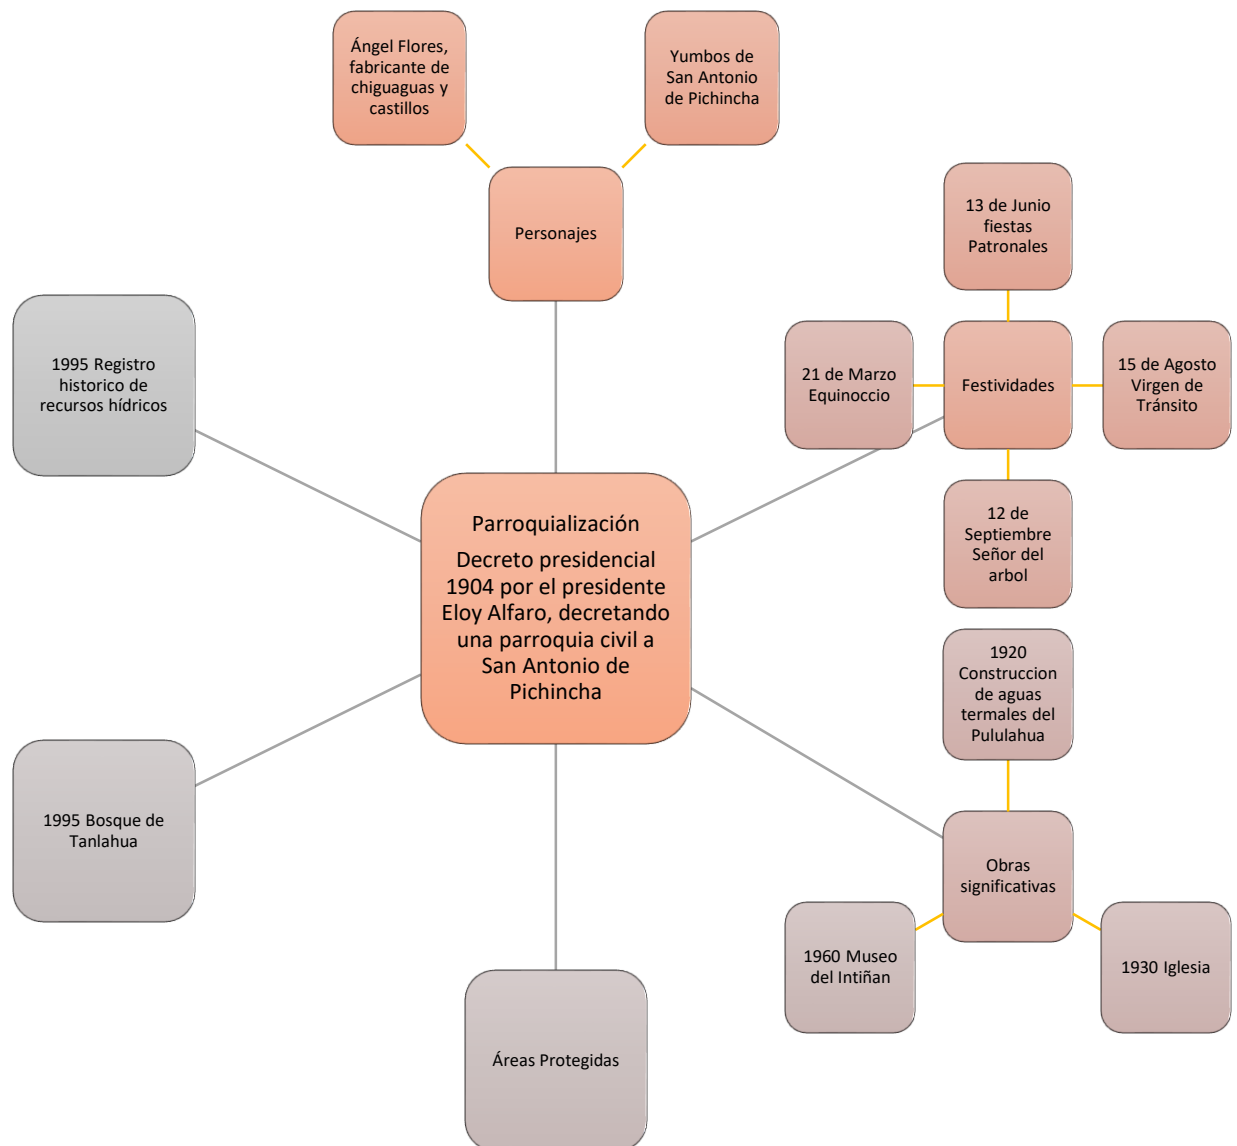 Ángel Flores,
fabricante de
chiguaguas y
castillos
Yumbos de
San Antonio
de Pichincha
Personajes
13 de Junio
fiestas
Patronales
1995 Registro
historico de
recursos hídricos
21 de Marzo
Equinoccio
Festividades
15 de Agosto
Virgen de
Tránsito
12 de
Septiembre
Señor del
arbol
Parroquialización
Decreto presidencial
1904 por el presidente
Eloy Alfaro, decretando
una parroquia civil a
San Antonio de
Pichincha
1920
Construccion
de aguas
termales del
Pululahua
1995 Bosque de
Tanlahua
Obras
significativas
1960 Museo
del Intiñan
1930 Iglesia
Áreas Protegidas